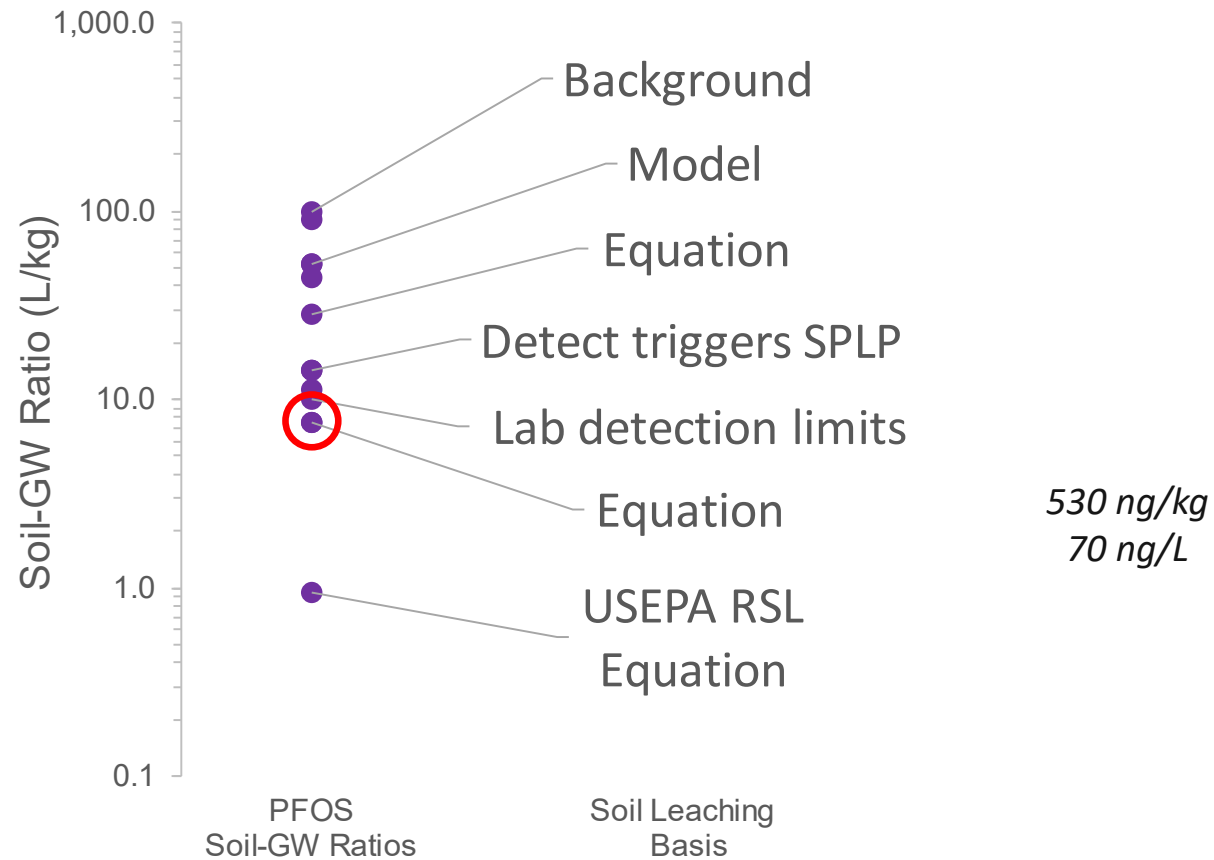 1,000.0
Background
Model
100.0
Equation
Detect triggers SPLP
10.0
Lab detection limits
Equation
530 ng/kg
70 ng/L
1.0
USEPA RSL
Equation
0.1
Soil-GW Ratio (L/kg)
PFOS
Soil-GW Ratios
Soil Leaching
Basis